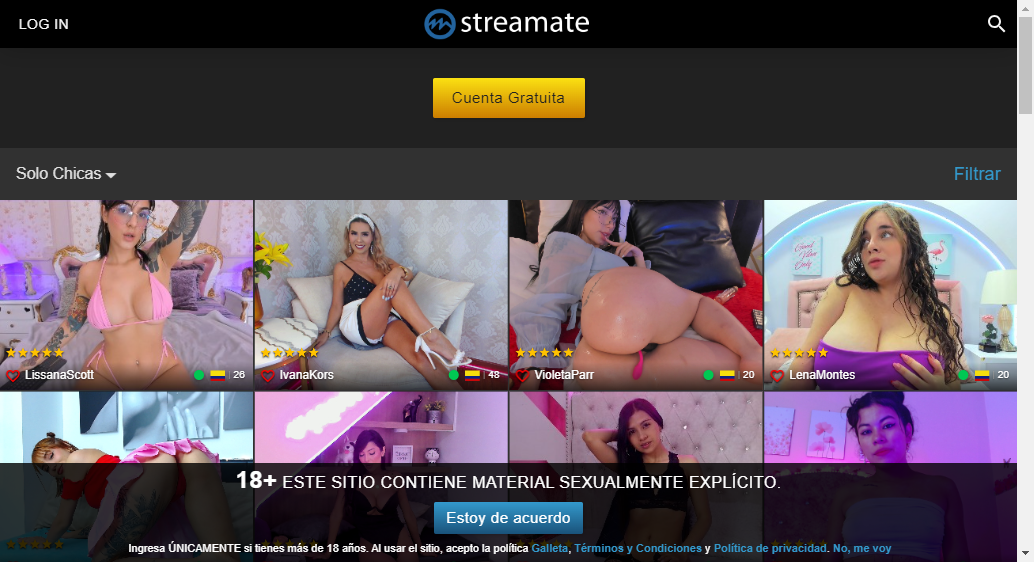 LOG IN
streamate
Cuenta Gratuita
Solo Chicas
Filtrar
LissanaScott 26
IvanaKors 48
VioletaParr 20
LenaMontes 20
18+ ESTE SITIO CONTIENE MATERIAL SEXUALMENTE EXPLÍCITO.
Estoy de acuerdo
Ingresa ÚNICAMENTE si tienes más de 18 años. Al usar el sitio, acepto la política Galleta, Términos y Condiciones y Política de privacidad. No, me voy